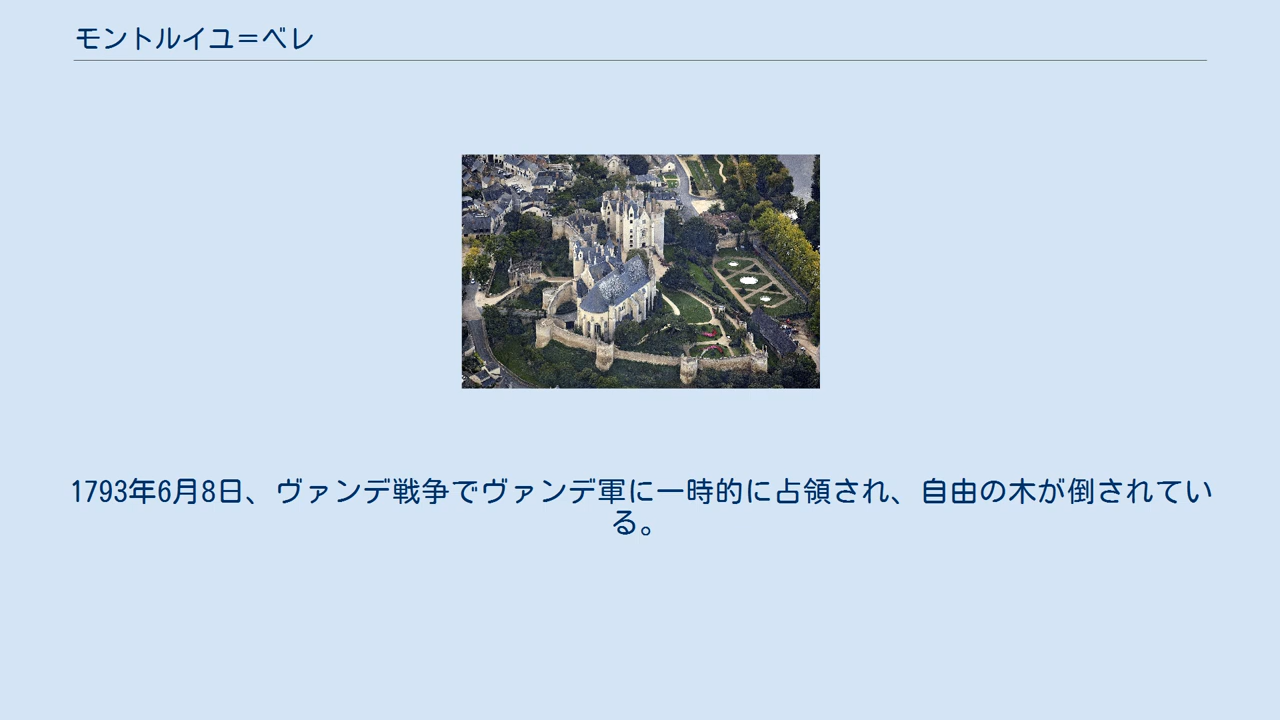 モントルイユ＝ベレ
1793年6月8日、ヴァンデ戦争でヴァンデ軍に一時的に占領され、自由の木が倒されてい
る。